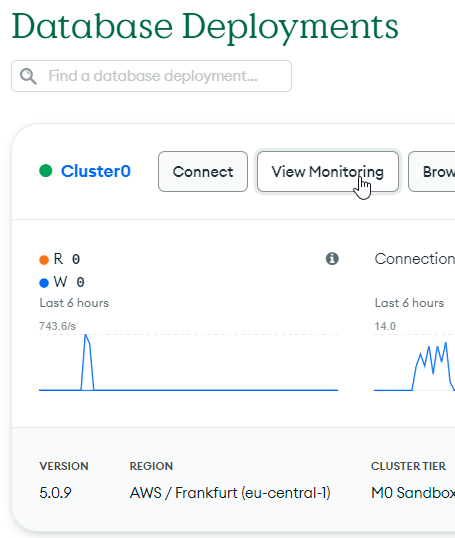 Database Deployments
Find a database deployment...
Cluster0
Connect
View Monitoring
Brow
R 0
W 0
Last 6 hours
743.6/s
Connection
Last 6 hours
14.0
VERSION
5.0.9
REGION
AWS / Frankfurt (eu-central-1)
CLUSTER TIER
M0 Sandbox